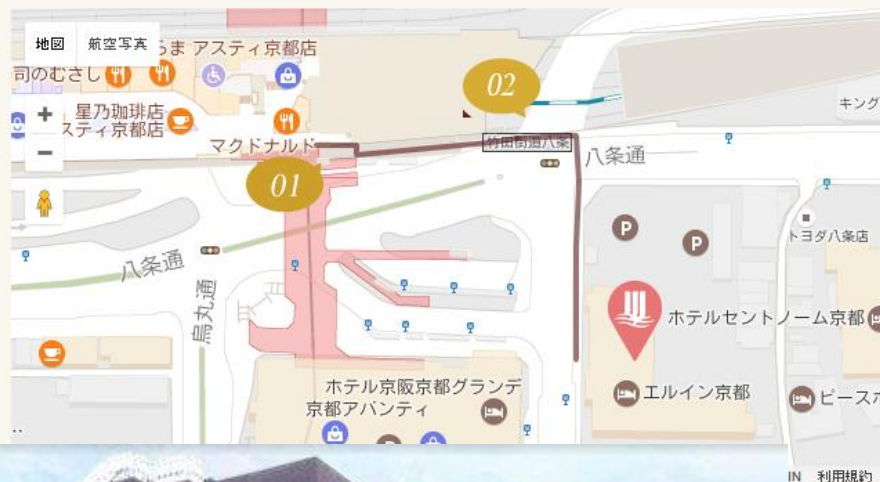 地図
航空写真
らま アスティ京都店
司のむさし
星乃珈琲店
スティ京都店
マクドナルド
01
02
竹田街道八条
八条通
キング
八条通
烏丸通
トヨダ八条店
P
P
ホテルセントノーム京都
エルイン京都
ピースホ
ホテル京阪京都グランデ
京都アバンティ
IN 利用規約